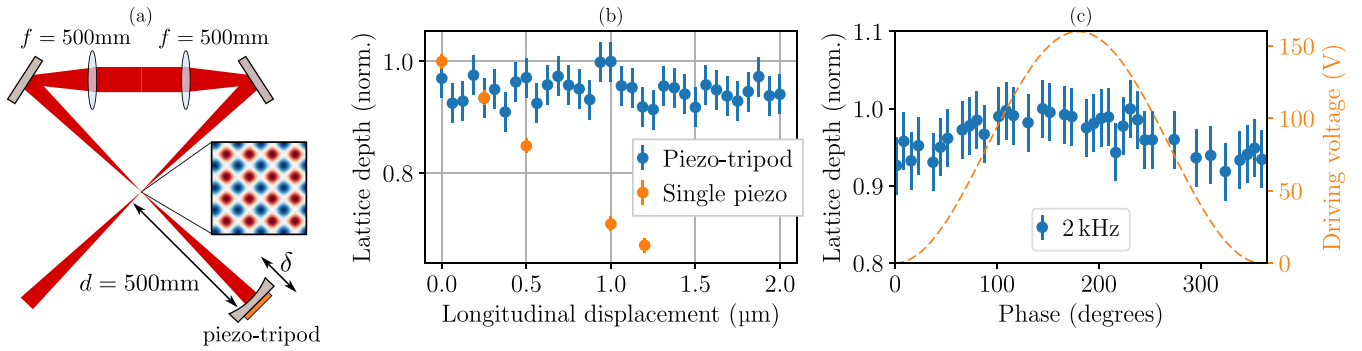 (a)
f = 500mm
f = 500mm
d = 500mm
δ
piezo-tripod
(b)
Lattice depth (norm.)
1.0
0.8
Piezo-tripod
Single piezo
0.0
0.5
1.0
1.5
2.0
Longitudinal displacement (µm)
(c)
Lattice depth (norm.)
1.1
1.0
0.9
0.8
2 kHz
0
100
200
300
Phase (degrees)
150
100
50
0
Driving voltage (V)